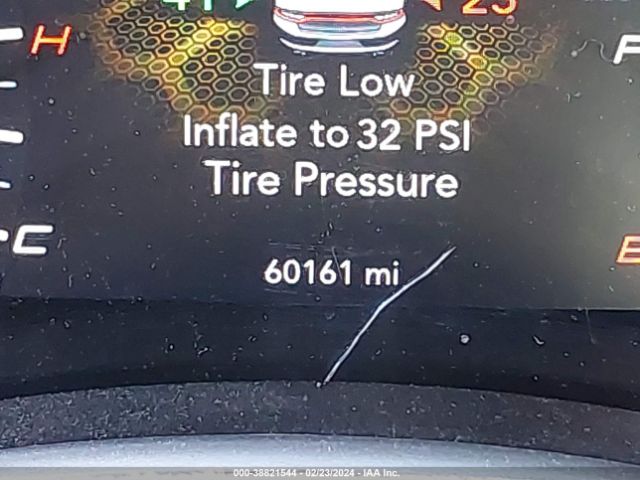 H
F
Tire Low
Inflate to 32 PSI
Tire Pressure
C
E
60161 mi
000-38821544 - 02/23/2024 - IAA Inc.